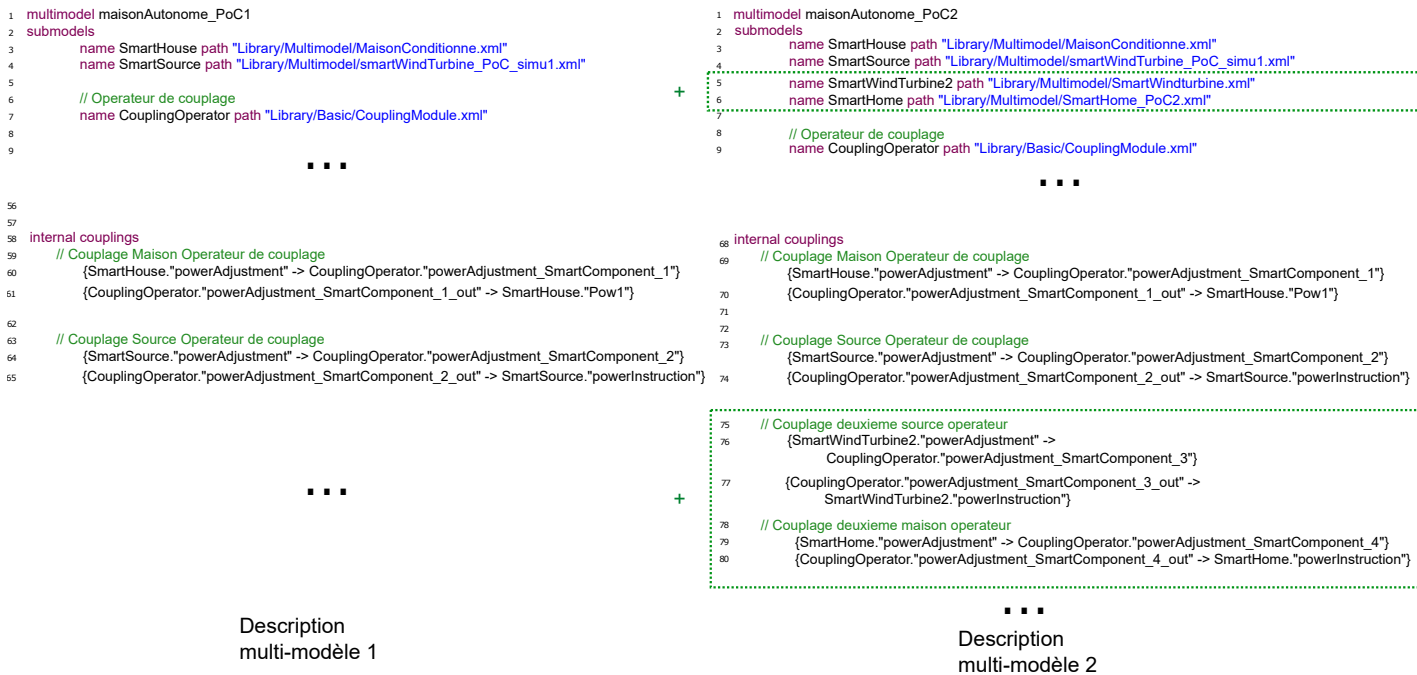 1 multimodel maisonAutonome_PoC1
2 submodels
3 name SmartHouse path "Library/Multimodel/MaisonConditionne.xml"
4 name SmartSource path "Library/Multimodel/smartWindTurbine_PoC_simu1.xml"
5
6 // Operateur de couplage
7 name CouplingOperator path "Library/Basic/CouplingModule.xml"
8
9
...
56
57
58 internal couplings
59 // Couplage Maison Operateur de couplage
60 {SmartHouse."powerAdjustment" -> CouplingOperator."powerAdjustment_SmartComponent_1"}
61 {CouplingOperator."powerAdjustment_SmartComponent_1_out" -> SmartHouse."Pow1"}
62
63 // Couplage Source Operateur de couplage
64 {SmartSource."powerAdjustment" -> CouplingOperator."powerAdjustment_SmartComponent_2"}
65 {CouplingOperator."powerAdjustment_SmartComponent_2_out" -> SmartSource."powerInstruction"}
...
Description
multi-modèle 1
+
+
1 multimodel maisonAutonome_PoC2
2 submodels
3 name SmartHouse path "Library/Multimodel/MaisonConditionne.xml"
4 name SmartSource path "Library/Multimodel/smartWindTurbine_PoC_simu1.xml"
5 name SmartWindTurbine2 path "Library/Multimodel/SmartWindturbine.xml"
6 name SmartHome path "Library/Multimodel/SmartHome_PoC2.xml"
7
8 // Operateur de couplage
9 name CouplingOperator path "Library/Basic/CouplingModule.xml"
...
68 internal couplings
69 // Couplage Maison Operateur de couplage
{SmartHouse."powerAdjustment" -> CouplingOperator."powerAdjustment_SmartComponent_1"}
70 {CouplingOperator."powerAdjustment_SmartComponent_1_out" -> SmartHouse."Pow1"}
71
72
73 // Couplage Source Operateur de couplage
{SmartSource."powerAdjustment" -> CouplingOperator."powerAdjustment_SmartComponent_2"}
74 {CouplingOperator."powerAdjustment_SmartComponent_2_out" -> SmartSource."powerInstruction"}
75 // Couplage deuxieme source operateur
76 {SmartWindTurbine2."powerAdjustment" ->
CouplingOperator."powerAdjustment_SmartComponent_3"}
77 {CouplingOperator."powerAdjustment_SmartComponent_3_out" ->
SmartWindTurbine2."powerInstruction"}
78 // Couplage deuxieme maison operateur
79 {SmartHome."powerAdjustment" -> CouplingOperator."powerAdjustment_SmartComponent_4"}
80 {CouplingOperator."powerAdjustment_SmartComponent_4_out" -> SmartHome."powerInstruction"}
...
Description
multi-modèle 2